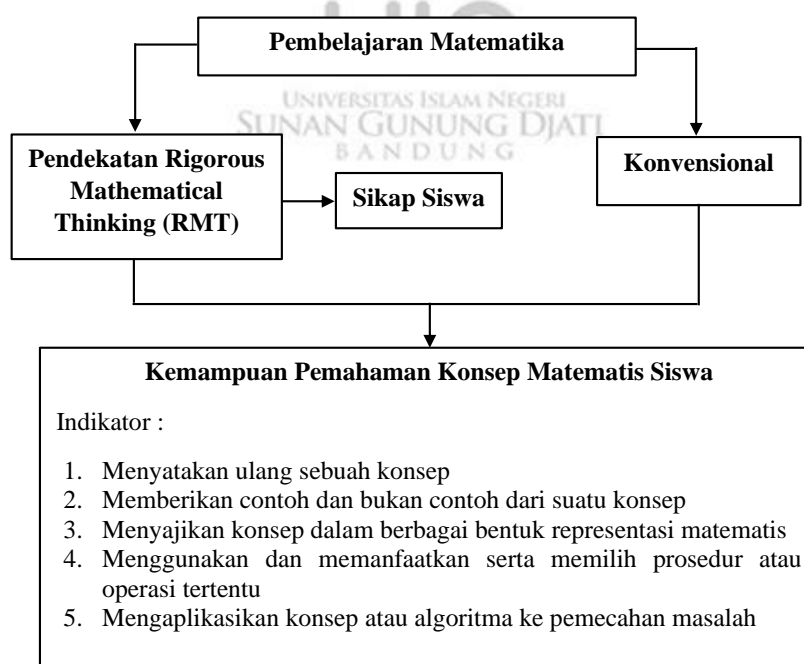 Pembelajaran Matematika
UNIVERSITAS ISLAM NEGERI
SUNAN GUNUNG DJATI
BANDUNG
Pendekatan Rigorous
Mathematical
Thinking (RMT)
Sikap Siswa
Konvensional
Kemampuan Pemahaman Konsep Matematis Siswa
Indikator :
1. Menyatakan ulang sebuah konsep
2. Memberikan contoh dan bukan contoh dari suatu konsep
3. Menyajikan konsep dalam berbagai bentuk representasi matematis
4. Menggunakan dan memanfaatkan serta memilih prosedur atau
operasi tertentu
5. Mengaplikasikan konsep atau algoritma ke pemecahan masalah